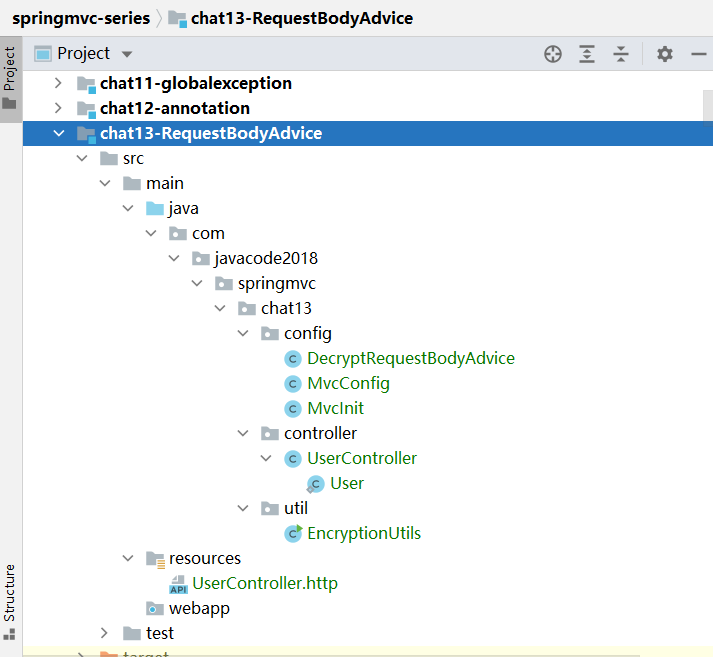 springmvc-series chat13-RequestBodyAdvice
Project
Project
chat11-globalexception
chat12-annotation
chat13-RequestBodyAdvice
src
main
java
com
javacode2018
springmvc
chat13
config
C DecryptRequestBodyAdvice
C MvcConfig
C MvcInit
controller
C UserController
C User
util
C EncryptionUtils
resources
API UserController.http
webapp
test
target
Structure